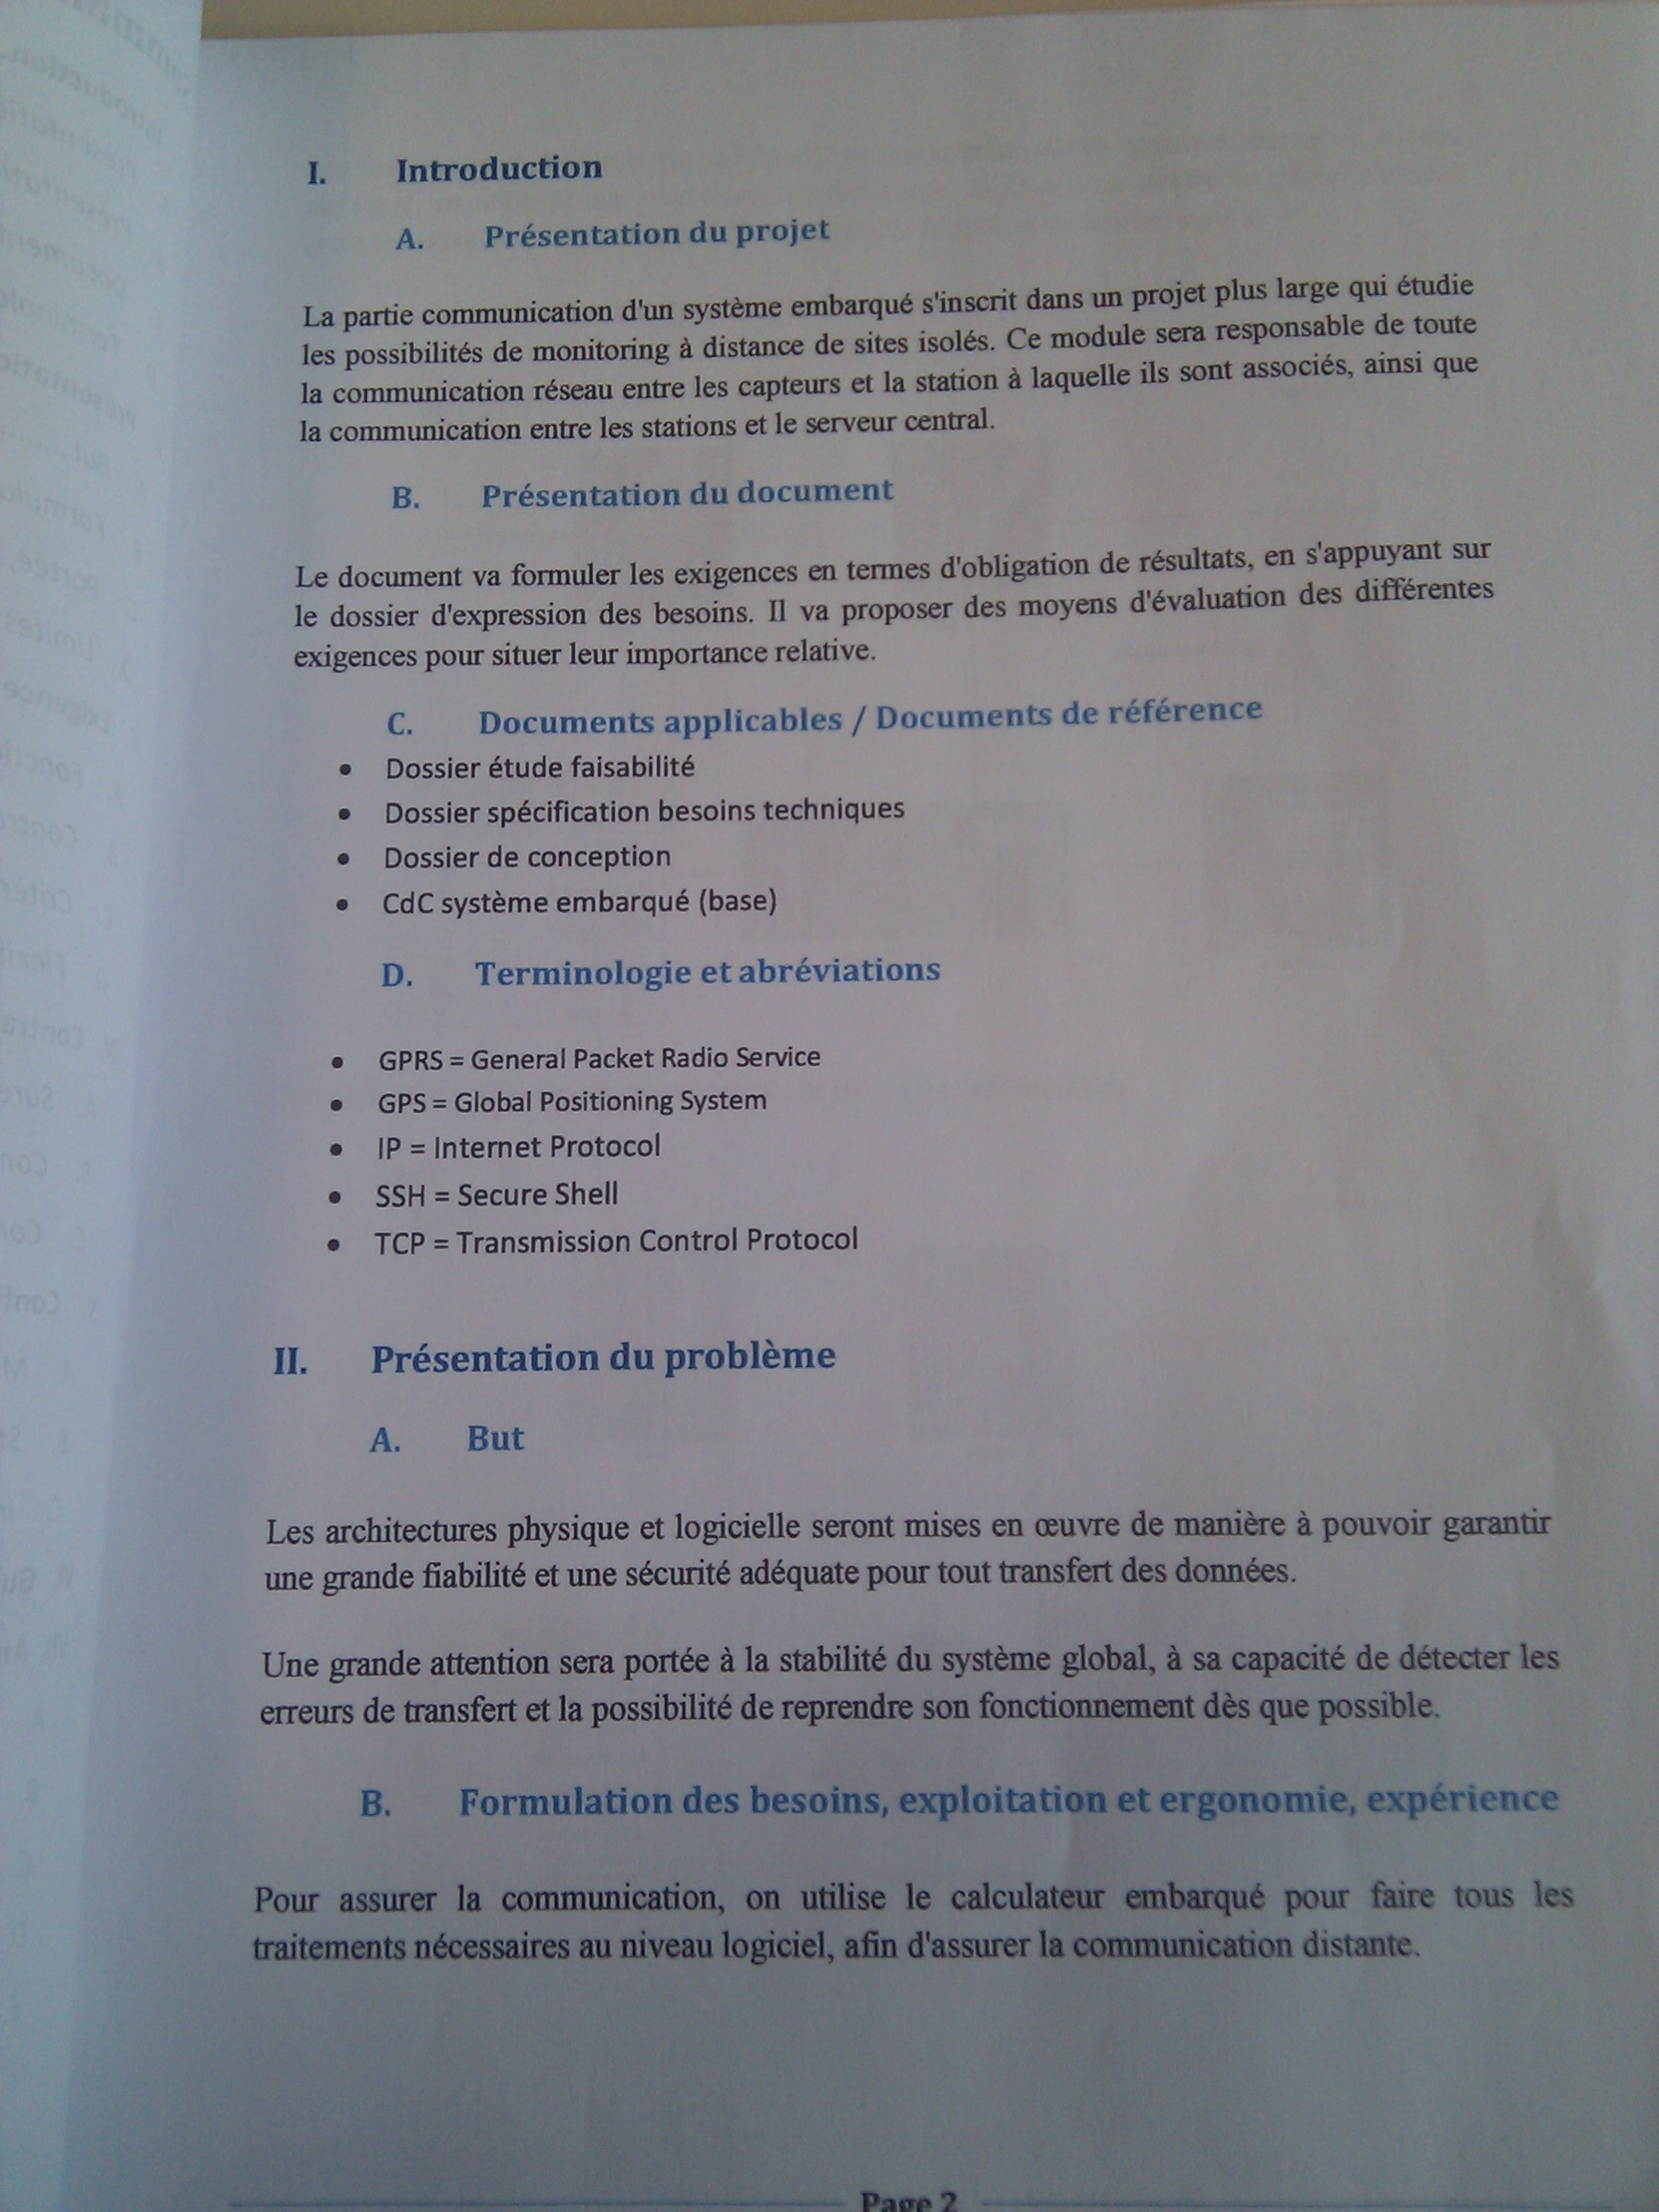 I. Introduction
A. Présentation du projet
La partie communication d'un système embarqué s'inscrit dans un projet plus large qui étudie
les possibilités de monitoring à distance de sites isolés. Ce module sera responsable de toute
la communication réseau entre les capteurs et la station à laquelle ils sont associés, ainsi que
la communication entre les stations et le serveur central.
B. Présentation du document
Le document va formuler les exigences en termes d'obligation de résultats, en s'appuyant sur
le dossier d'expression des besoins. Il va proposer des moyens d'évaluation des différentes
exigences pour situer leur importance relative.
C. Documents applicables / Documents de référence
• Dossier étude faisabilité
• Dossier spécification besoins techniques
• Dossier de conception
• CdC système embarqué (base)
D. Terminologie et abréviations
• GPRS = General Packet Radio Service
• GPS = Global Positioning System
• IP = Internet Protocol
• SSH = Secure Shell
• TCP = Transmission Control Protocol
II. Présentation du problème
A. But
Les architectures physique et logicielle seront mises en œuvre de manière à pouvoir garantir
une grande fiabilité et une sécurité adéquate pour tout transfert des données.
Une grande attention sera portée à la stabilité du système global, à sa capacité de détecter les
erreurs de transfert et la possibilité de reprendre son fonctionnement dès que possible.
B. Formulation des besoins, exploitation et ergonomie, expérience
Pour assurer la communication, on utilise le calculateur embarqué pour faire tous les
traitements nécessaires au niveau logiciel, afin d'assurer la communication distante.
Page 2